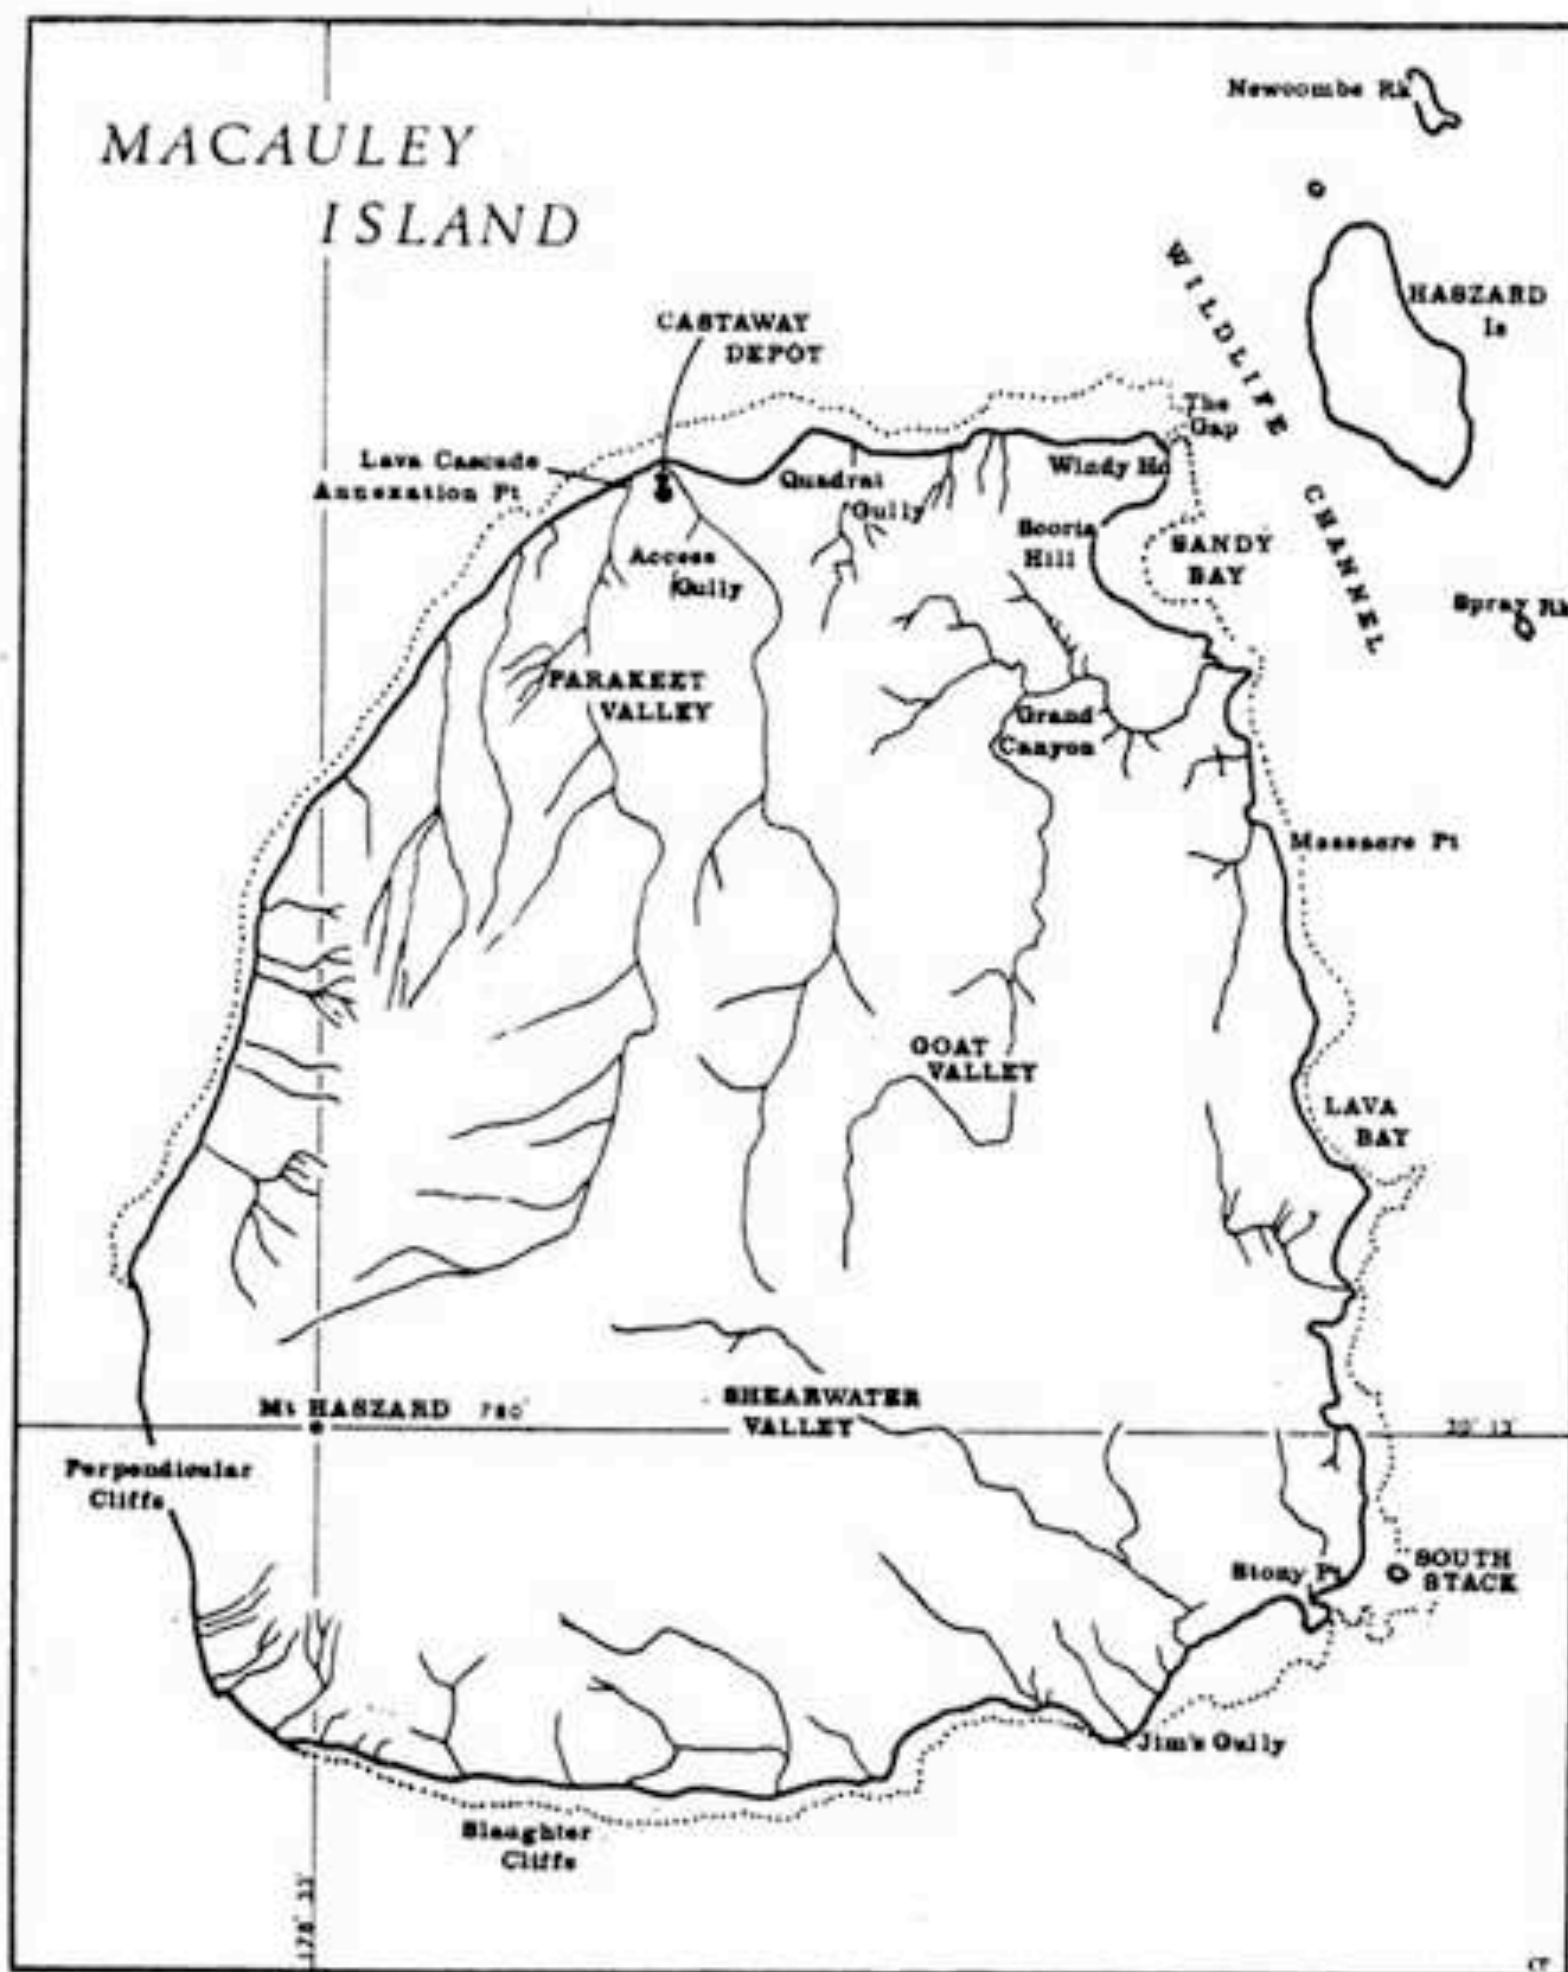 MACAULEY
ISLAND
Newcombe Rk
WILDLIFE CHANNEL
HASZARD
Is
CASTAWAY
DEPOT
The
Gap
Lava Cascade
Annexation Pt
Quadrat
Gully
Windy Hd
Scoria
Hill
SANDY
BAY
Access
Gully
Spray Rk
PARAKEET
VALLEY
Grand
Canyon
Massacre Pt
GOAT
VALLEY
LAVA
BAY
Mt HASZARD 780'
SHEARWATER
VALLEY
Perpendicular
Cliffs
Stony Pt
SOUTH
STACK
Jim's Gully
Slaughter
Cliffs